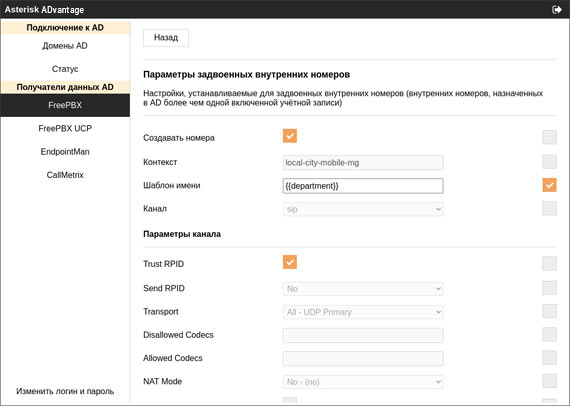 Asterisk ADvantage
Подключение к AD
Домены AD
Статус
Получатели данных AD
FreePBX
FreePBX UCP
EndpointMan
CallMetrix
Изменить логин и пароль
Назад
Параметры задвоенных внутренних номеров
Настройки, устанавливаемые для задвоенных внутренних номеров (внутренних номеров, назначенных
в AD более чем одной включенной учётной записи)
Создавать номера
Контекст local-city-mobile-mg
Шаблон имени {{department}}
Канал sip
Параметры канала
Trust RPID
Send RPID No
Transport All - UDP Primary
Disallowed Codecs
Allowed Codecs
NAT Mode No - (no)